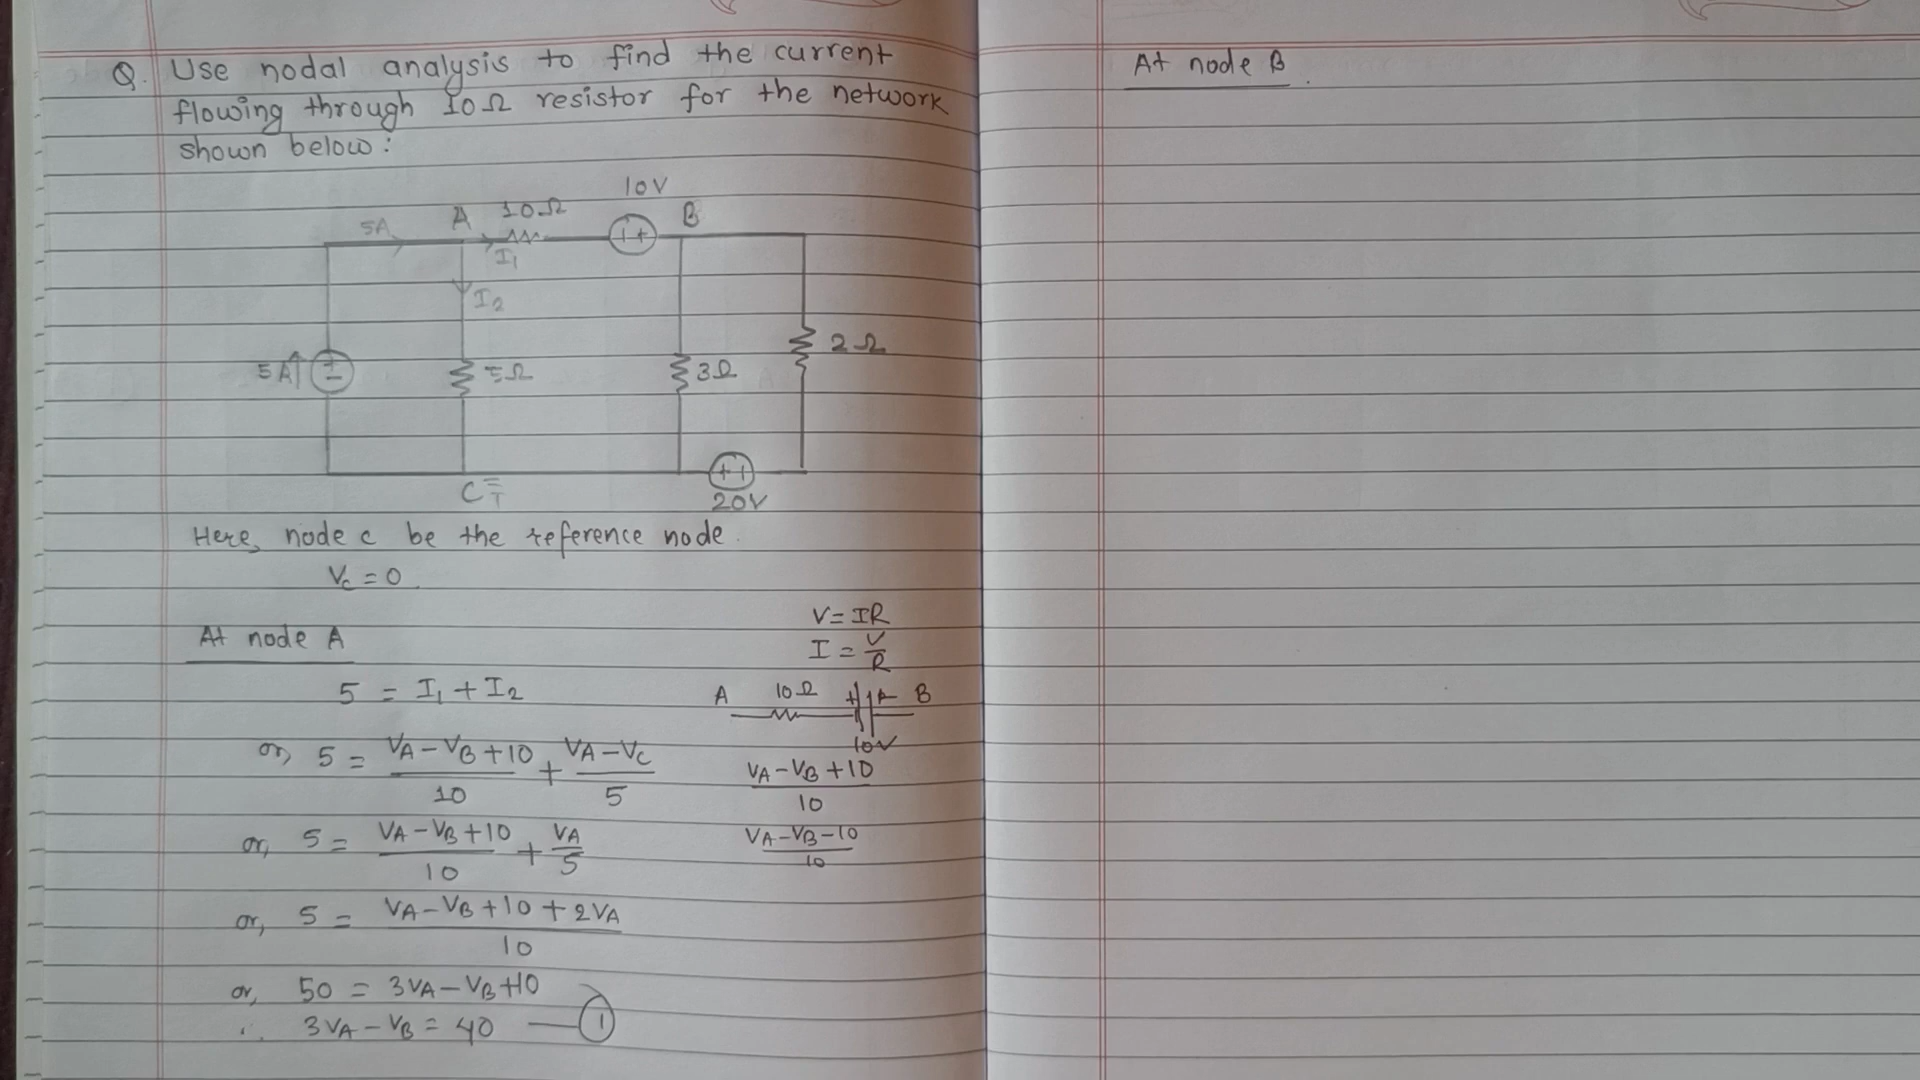 Q. Use nodal analysis to find the current
flowing through 10Ω resistor for the network
shown below:
10V
5A A 10Ω B
I₁
I₂
5A 5Ω 3Ω 2Ω
C
20V
Here, node c be the reference node.
Vc = 0
At node A
5 = I₁ + I₂
or, 5 = (VA - VB + 10)/10 + (VA - VC)/5
or, 5 = (VA - VB + 10)/10 + VA/5
or, 5 = (VA - VB + 10 + 2VA)/10
or, 50 = 3VA - VB + 10
∴ 3VA - VB = 40 — ①
V = IR
I = V/R
A 10Ω B
10V
(VA - VB + 10)/10
(VA - VB - 10)/10
At node B